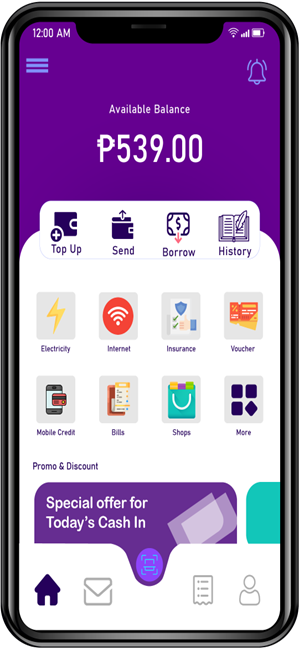 12:00 AM
Available Balance
₱539.00
Top Up
Send
Borrow
History
Electricity
Internet
Insurance
Voucher
Mobile Credit
Bills
Shops
More
Promo & Discount
Special offer for
Today's Cash In